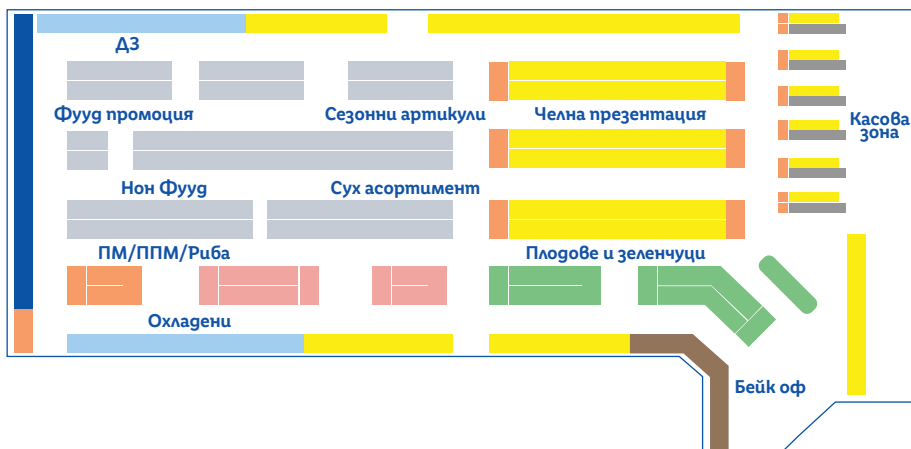 ДЗ
Фууд промоция
Сезонни артикули
Челна презентация
Касова
зона
Нон Фууд
Сух асортимент
ПМ/ППМ/Риба
Плодове и зеленчуци
Охладени
Бейк оф